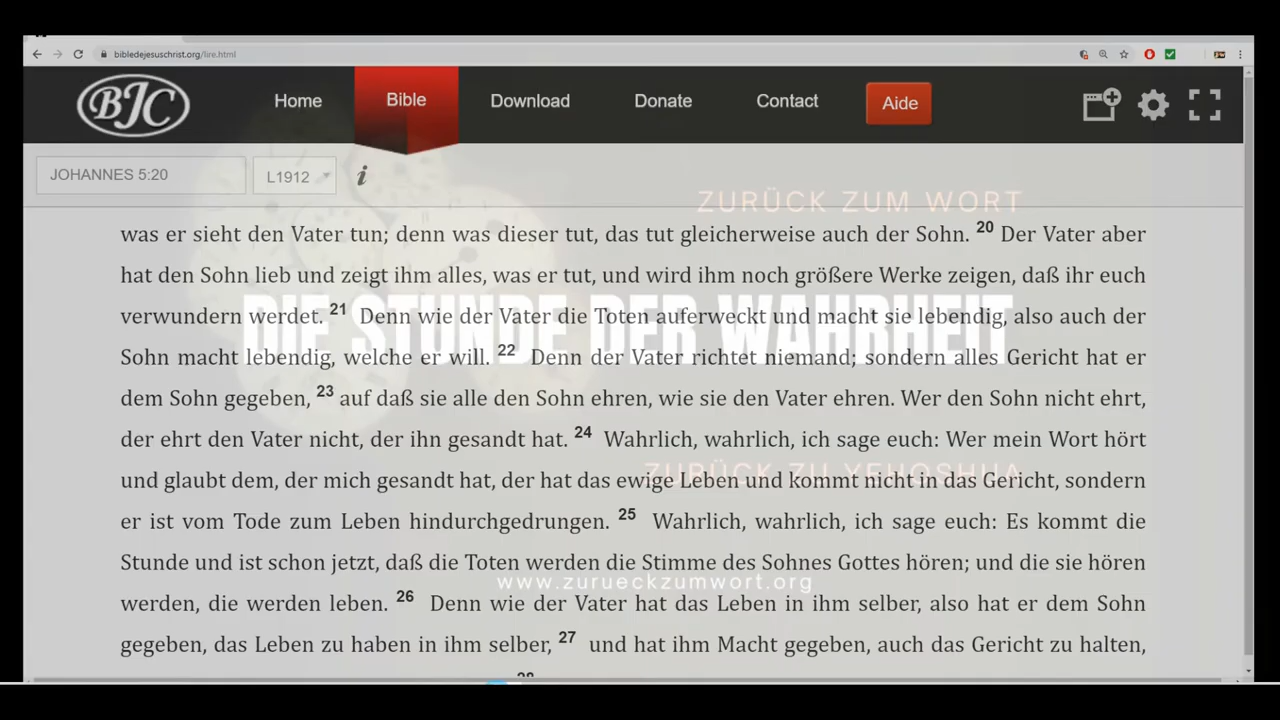 bibledejesuschrist.org/lire.html
BJC Home Bible Download Donate Contact Aide
JOHANNES 5:20 L1912 i
ZURÜCK ZUM WORT
was er sieht den Vater tun; denn was dieser tut, das tut gleicherweise auch der Sohn. 20 Der Vater aber
hat den Sohn lieb und zeigt ihm alles, was er tut, und wird ihm noch größere Werke zeigen, daß ihr euch
DIE STUNDE DER WAHRHEIT
verwundern werdet. 21 Denn wie der Vater die Toten auferweckt und macht sie lebendig, also auch der
Sohn macht lebendig, welche er will. 22 Denn der Vater richtet niemand; sondern alles Gericht hat er
dem Sohn gegeben, 23 auf daß sie alle den Sohn ehren, wie sie den Vater ehren. Wer den Sohn nicht ehrt,
der ehrt den Vater nicht, der ihn gesandt hat. 24 Wahrlich, wahrlich, ich sage euch: Wer mein Wort hört
ZURÜCK ZU YEHOSHUA
und glaubt dem, der mich gesandt hat, der hat das ewige Leben und kommt nicht in das Gericht, sondern
er ist vom Tode zum Leben hindurchgedrungen. 25 Wahrlich, wahrlich, ich sage euch: Es kommt die
Stunde und ist schon jetzt, daß die Toten werden die Stimme des Sohnes Gottes hören; und die sie hören
www.zurueckzumwort.org
werden, die werden leben. 26 Denn wie der Vater hat das Leben in ihm selber, also hat er dem Sohn
gegeben, das Leben zu haben in ihm selber, 27 und hat ihm Macht gegeben, auch das Gericht zu halten,